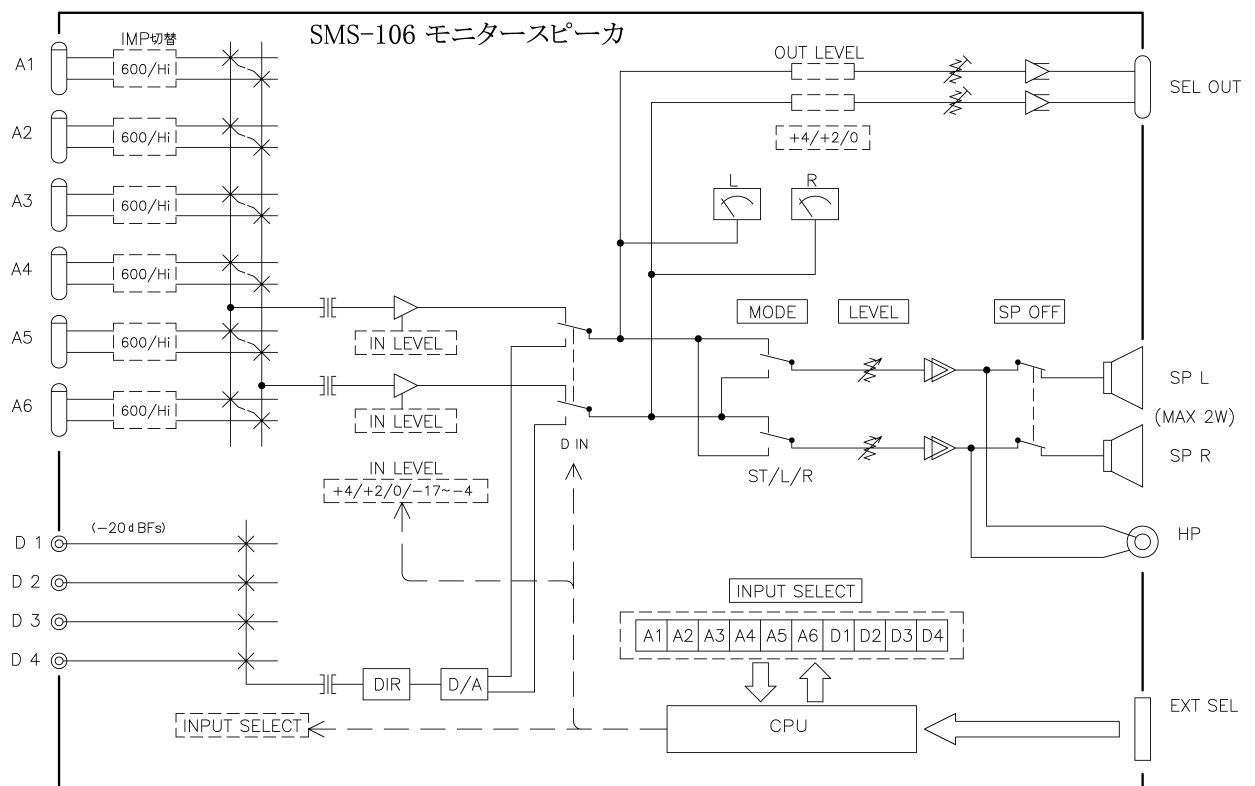 SMS-106 モニタースピーカ
IMP切替
A1
600/Hi
A2
600/Hi
A3
600/Hi
A4
600/Hi
A5
600/Hi
A6
600/Hi
OUT LEVEL
+4/+2/0
SEL OUT
L
R
IN LEVEL
IN LEVEL
MODE
LEVEL
SP OFF
SP L
(MAX 2W)
SP R
D IN
ST/L/R
IN LEVEL
+4/+2/0/-17~-4
HP
(-20dBFs)
D 1
D 2
D 3
D 4
DIR
D/A
INPUT SELECT
INPUT SELECT
A1 A2 A3 A4 A5 A6 D1 D2 D3 D4
CPU
EXT SEL